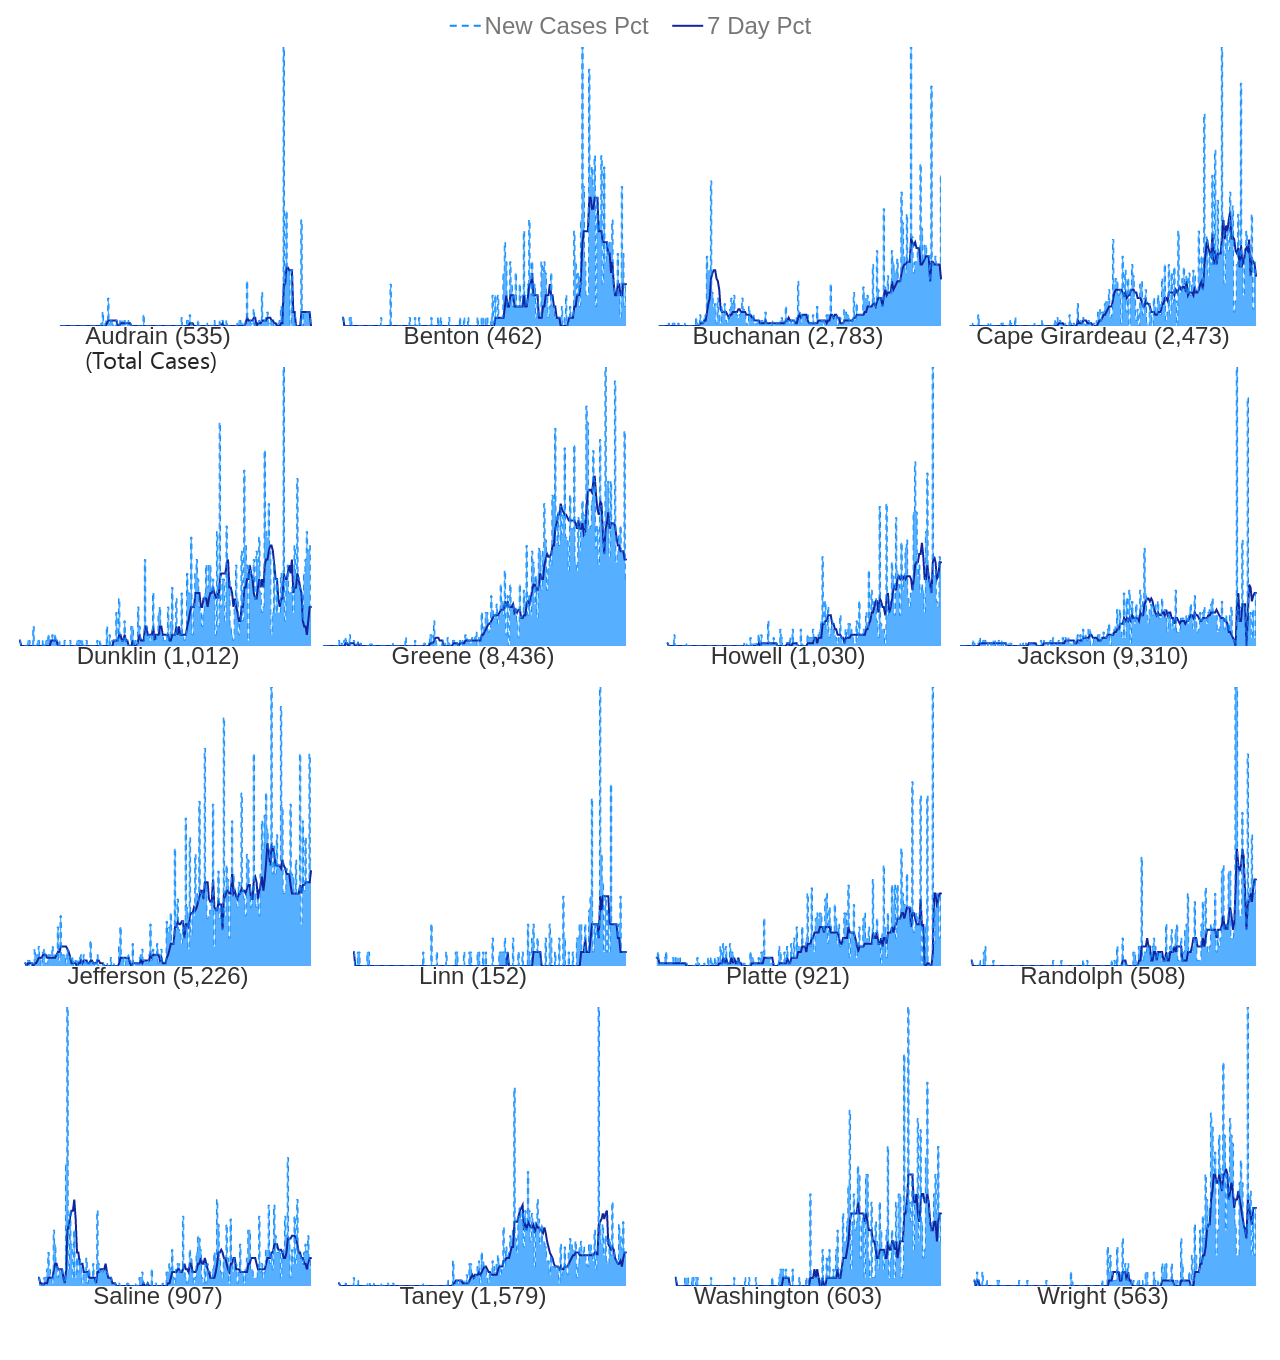 New Cases Pct 7 Day Pct
Audrain (535) Benton (462) Buchanan (2,783) Cape Girardeau (2,473)
(Total Cases)
Dunklin (1,012) Greene (8,436) Howell (1,030) Jackson (9,310)
Jefferson (5,226) Linn (152) Platte (921) Randolph (508)
Saline (907) Taney (1,579) Washington (603) Wright (563)